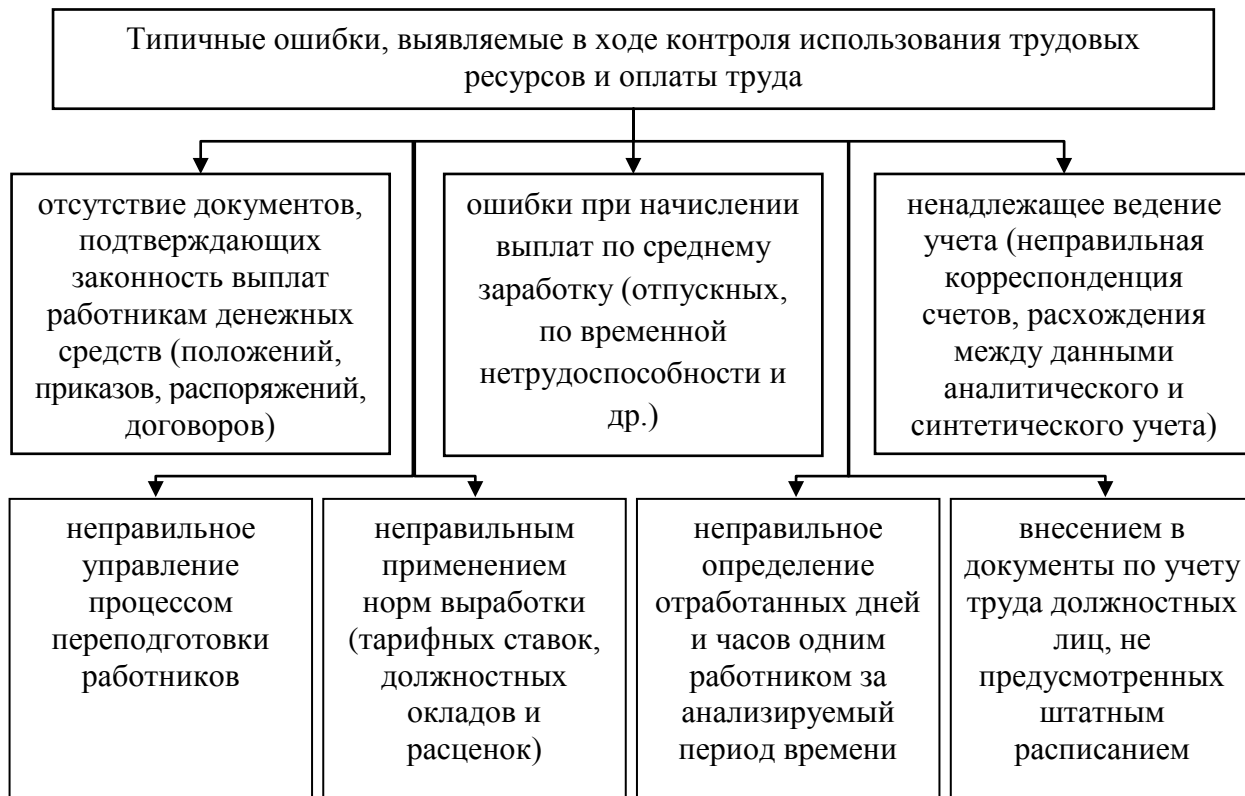 Типичные ошибки, выявляемые в ходе контроля использования трудовых
ресурсов и оплаты труда
отсутствие документов,
подтверждающих
законность выплат
работникам денежных
средств (положений,
приказов, распоряжений,
договоров)
ошибки при начислении
выплат по среднему
заработку (отпускных,
по временной
нетрудоспособности и
др.)
ненадлежащее ведение
учета (неправильная
корреспонденция
счетов, расхождения
между данными
аналитического и
синтетического учета)
неправильное
управление
процессом
переподготовки
работников
неправильным
применением
норм выработки
(тарифных ставок,
должностных
окладов и
расценок)
неправильное
определение
отработанных дней
и часов одним
работником за
анализируемый
период времени
внесением в
документы по учету
труда должностных
лиц, не
предусмотренных
штатным
расписанием